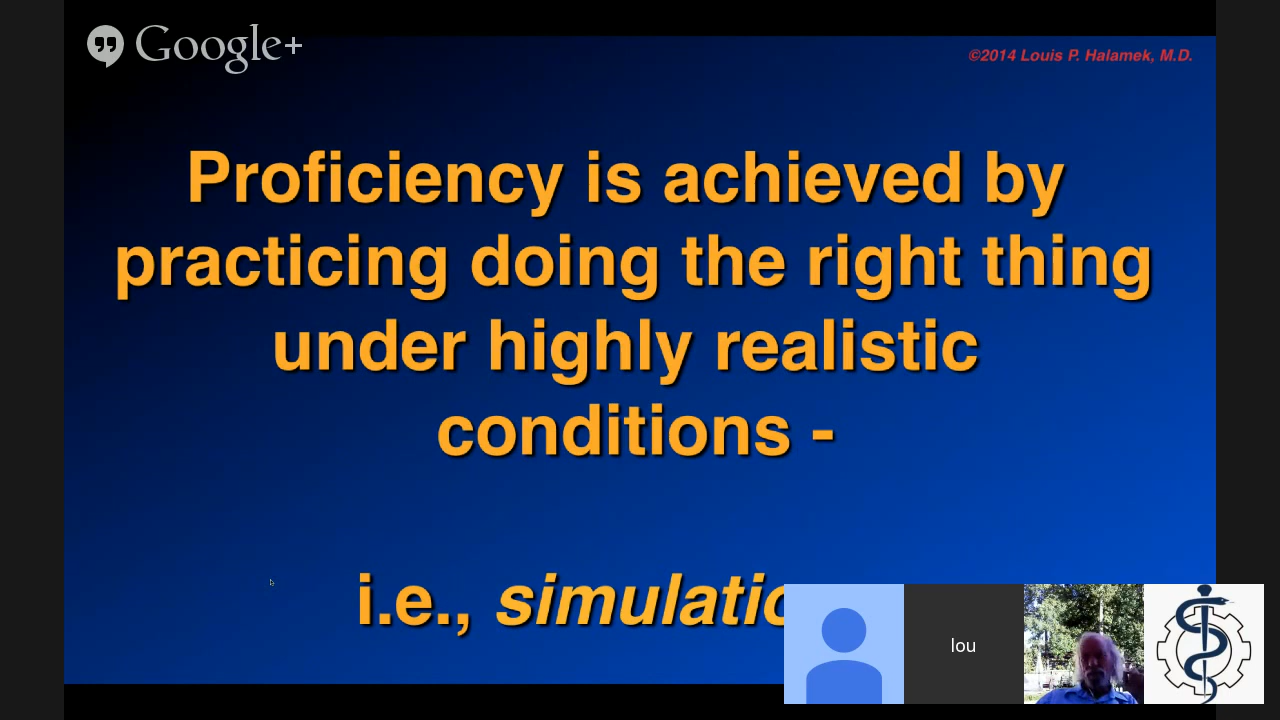 Google+
©2014 Louis P. Halamek, M.D.
Proficiency is achieved by
practicing doing the right thing
under highly realistic
conditions -
i.e.,
lou